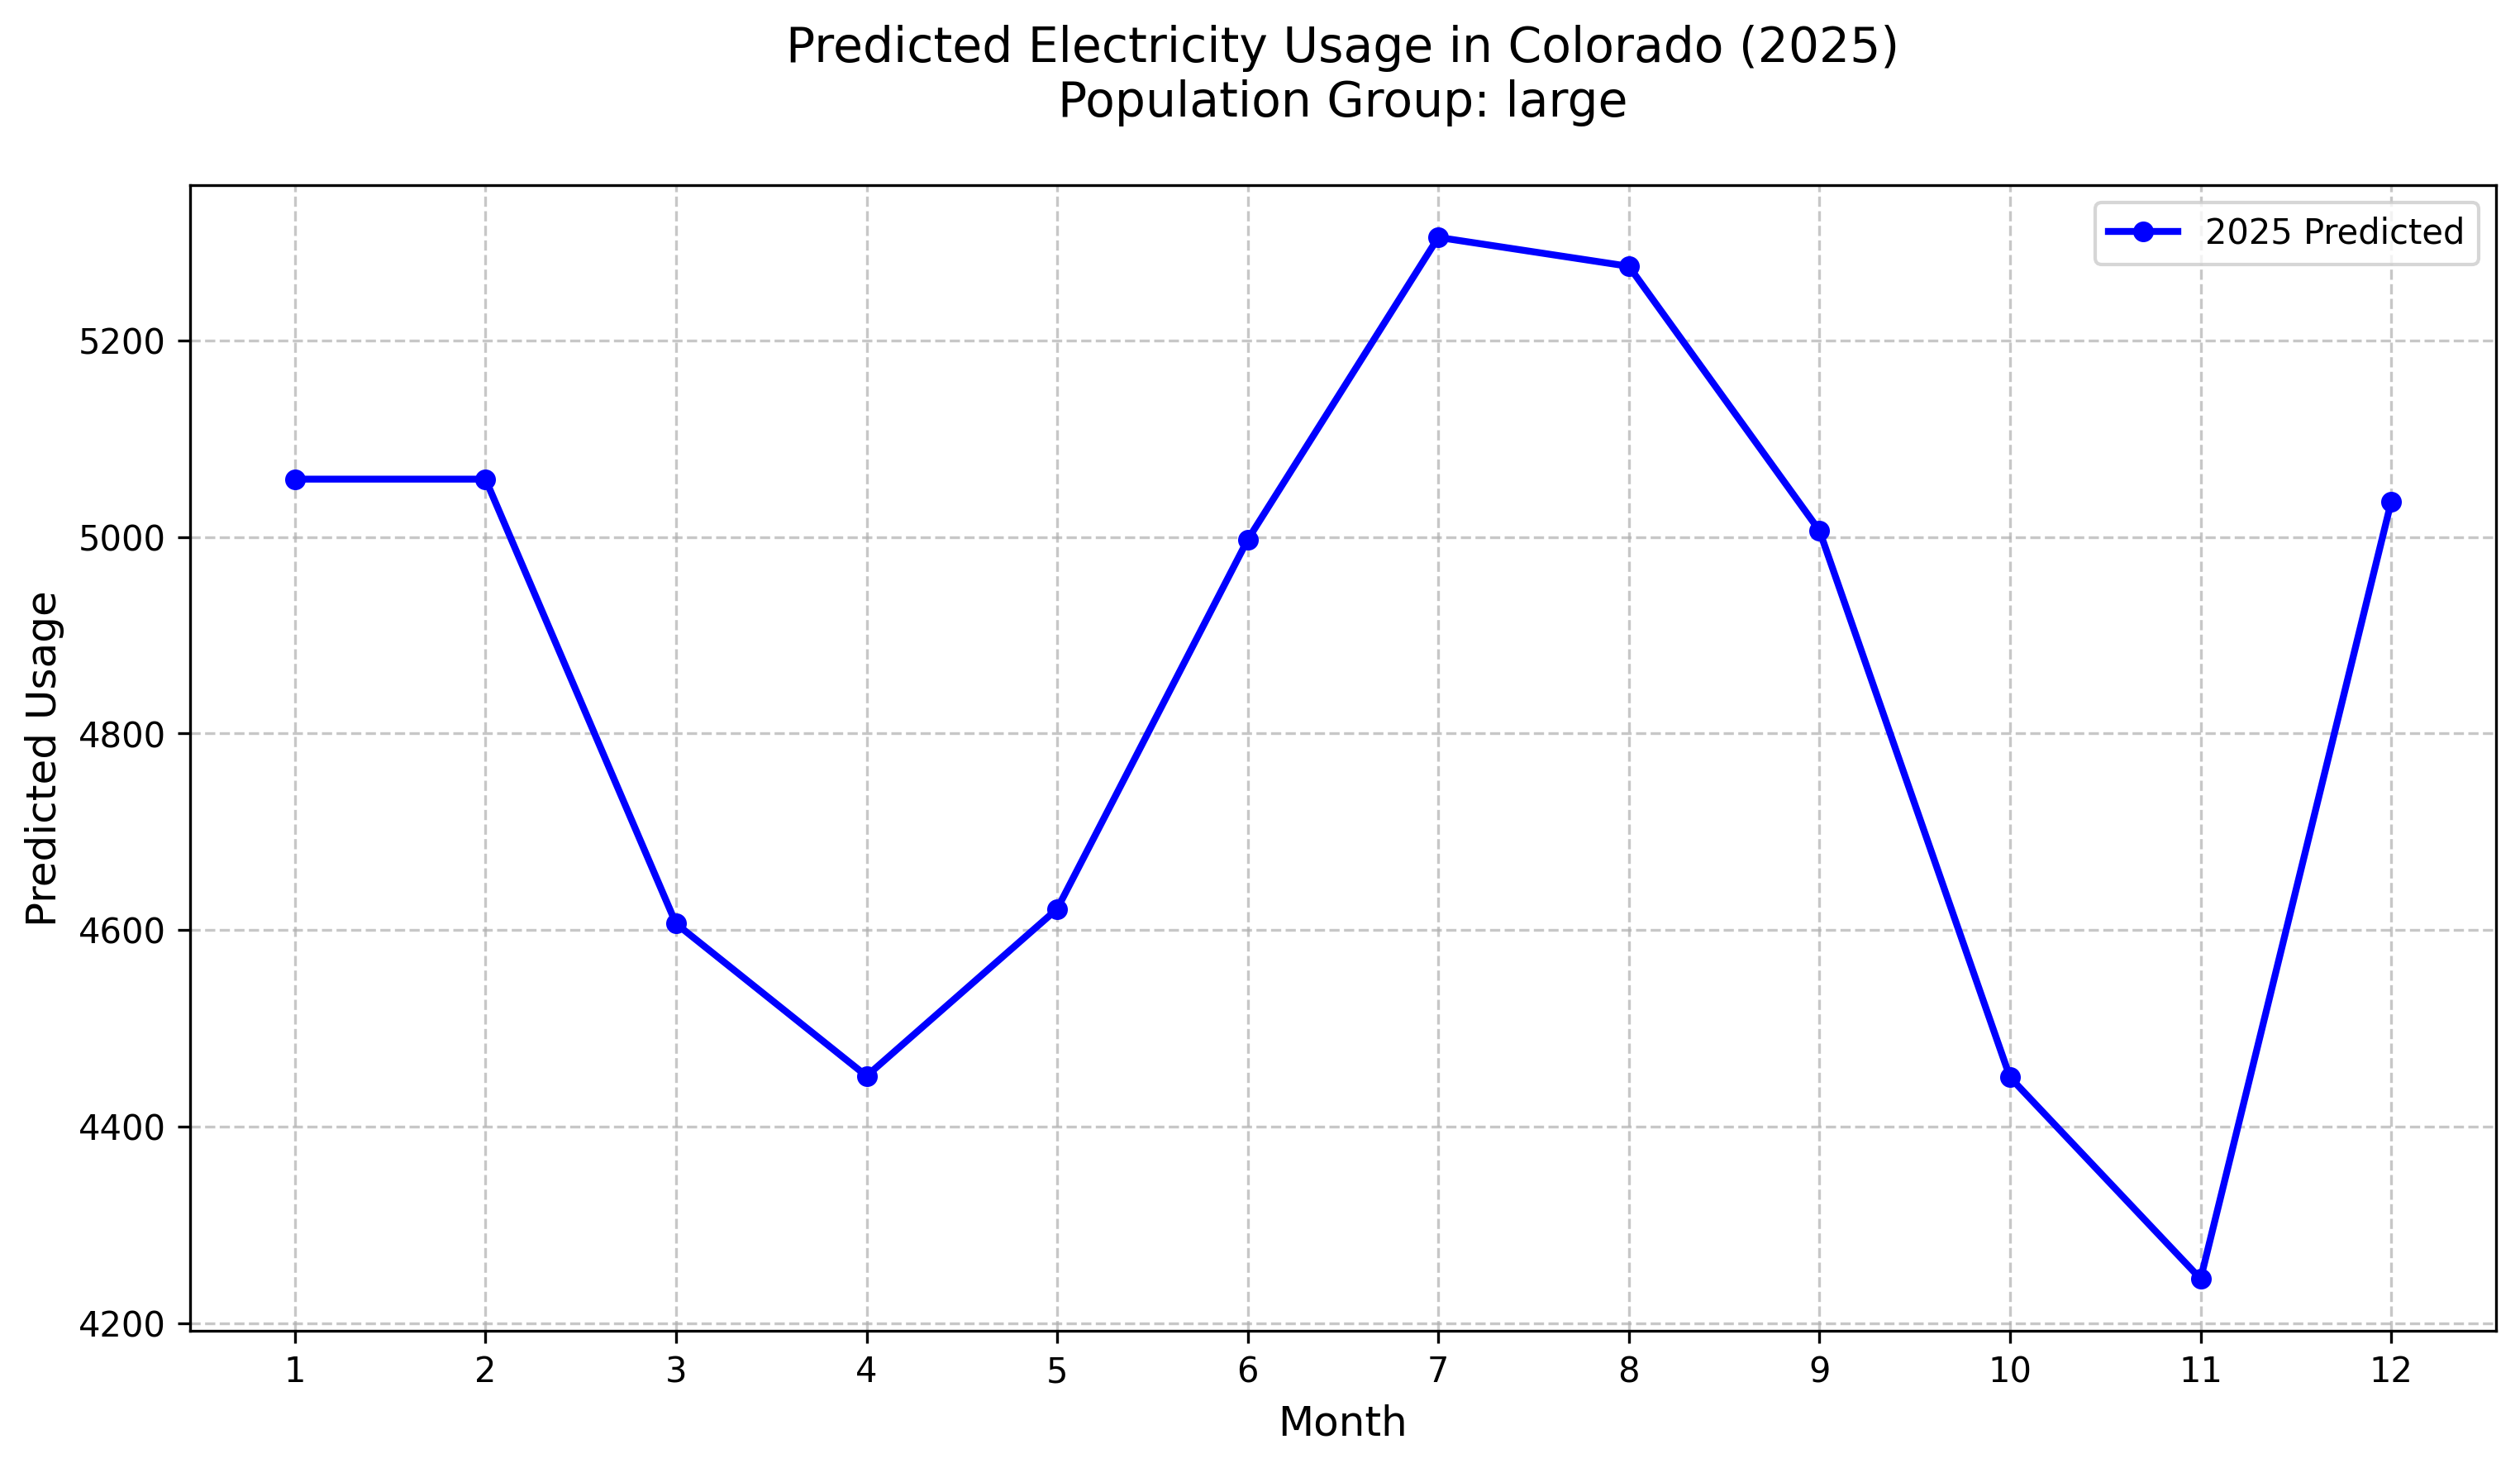 Predicted Electricity Usage in Colorado (2025)
Population Group: large
2025 Predicted
Predicted Usage
5200
5000
4800
4600
4400
4200
1 2 3 4 5 6 7 8 9 10 11 12
Month